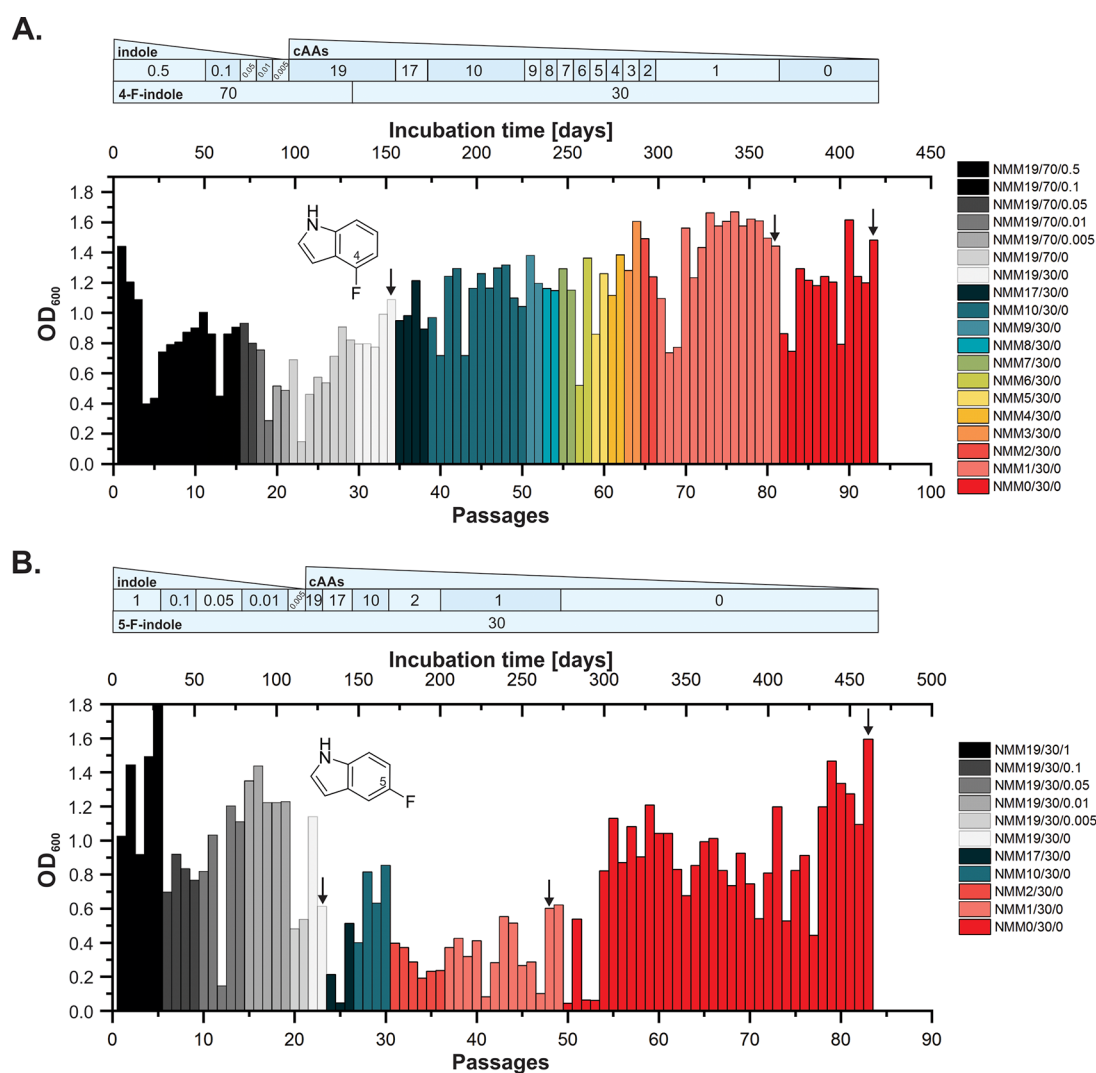 A.
indole cAAs
0.5 0.1 0.05 0.01 0.005 19 17 10 9 8 7 6 5 4 3 2 1 0
4-F-indole 70 30
Incubation time [days]
0 50 100 150 200 250 300 350 400 450
OD600
1.8
1.6
1.4
1.2
1.0
0.8
0.6
0.4
0.2
0.0
H
N
4
F
0 10 20 30 40 50 60 70 80 90 100
Passages
NMM19/70/0.5
NMM19/70/0.1
NMM19/70/0.05
NMM19/70/0.01
NMM19/70/0.005
NMM19/70/0
NMM19/30/0
NMM17/30/0
NMM10/30/0
NMM9/30/0
NMM8/30/0
NMM7/30/0
NMM6/30/0
NMM5/30/0
NMM4/30/0
NMM3/30/0
NMM2/30/0
NMM1/30/0
NMM0/30/0
B.
indole cAAs
1 0.1 0.05 0.01 0.005 19 17 10 2 1 0
5-F-indole 30
Incubation time [days]
0 50 100 150 200 250 300 350 400 450 500
OD600
1.8
1.6
1.4
1.2
1.0
0.8
0.6
0.4
0.2
0.0
H
N
5
F
0 10 20 30 40 50 60 70 80 90
Passages
NMM19/30/1
NMM19/30/0.1
NMM19/30/0.05
NMM19/30/0.01
NMM19/30/0.005
NMM19/30/0
NMM17/30/0
NMM10/30/0
NMM2/30/0
NMM1/30/0
NMM0/30/0